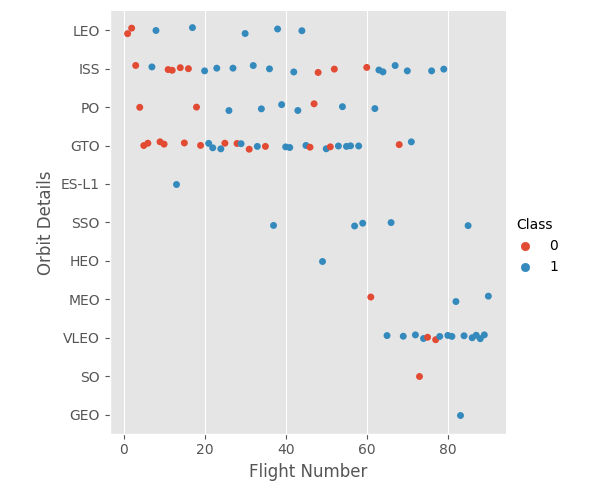 LEO
ISS
PO
GTO
ES-L1
SSO
HEO
MEO
VLEO
SO
GEO
Orbit Details
0 20 40 60 80
Flight Number
Class
0
1